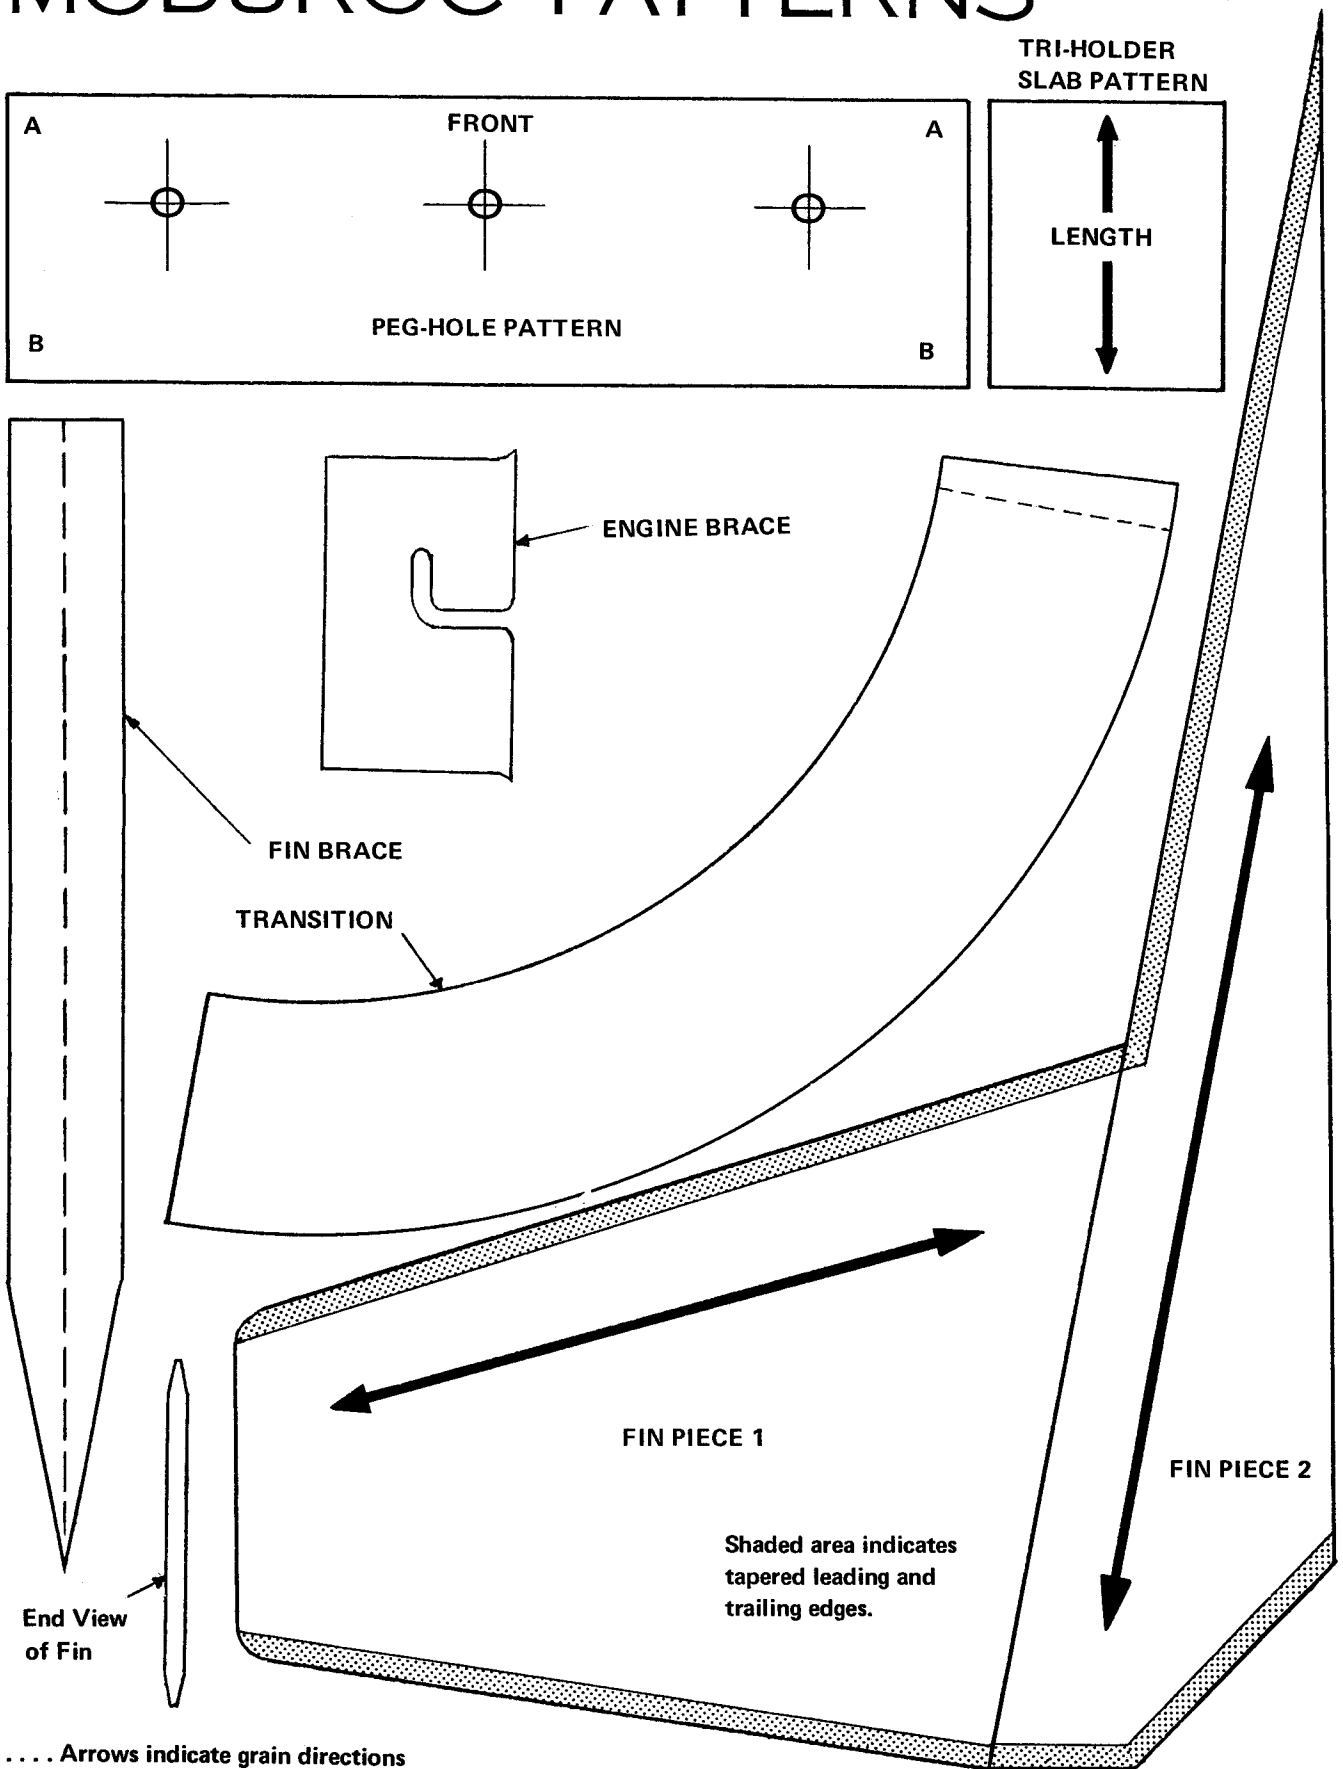 MODUROC PATTERNS
TRI-HOLDER
SLAB PATTERN
A
FRONT
A
LENGTH
PEG-HOLE PATTERN
B
B
ENGINE BRACE
FIN BRACE
TRANSITION
FIN PIECE 1
FIN PIECE 2
Shaded area indicates
tapered leading and
trailing edges.
End View
of Fin
.... Arrows indicate grain directions